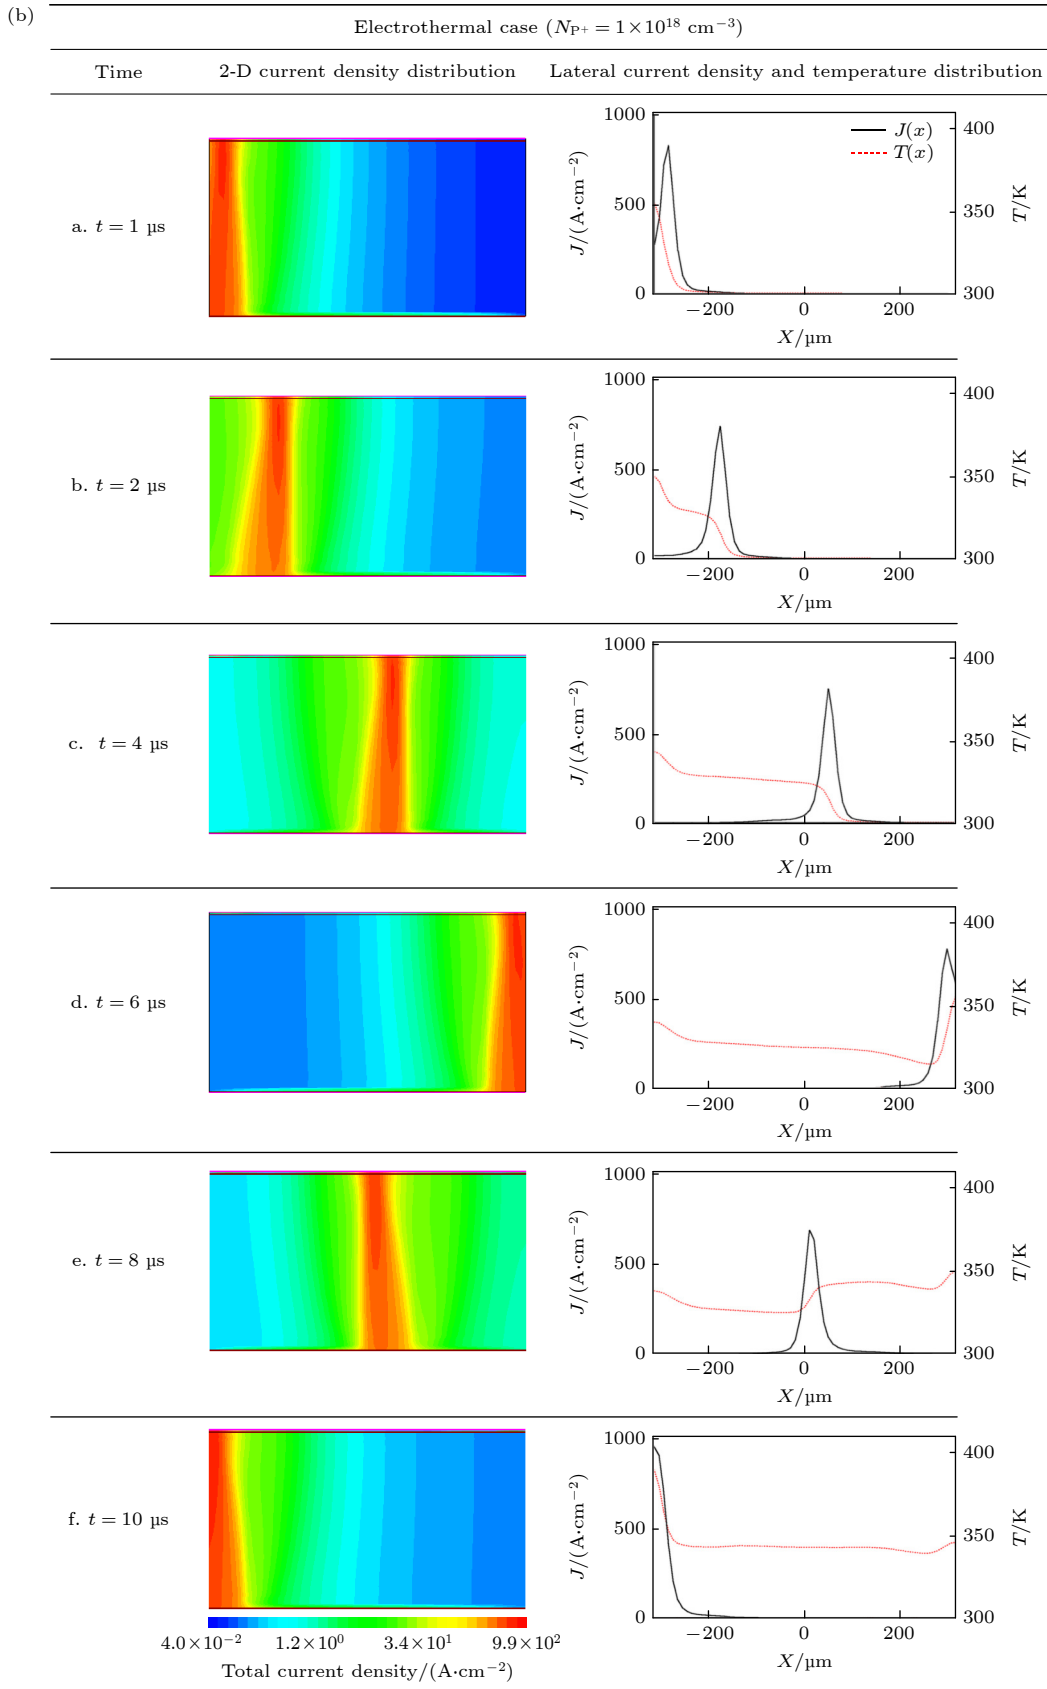 (b)
Electrothermal case (N_P+ = 1×10^18 cm^−3)
Time 2-D current density distribution Lateral current density and temperature distribution
a. t = 1 µs
J/(A·cm^−2)
1000
500
0
J(x)
T(x)
−200 0 200
X/µm
400
350
300
T/K
b. t = 2 µs
J/(A·cm^−2)
1000
500
0
−200 0 200
X/µm
400
350
300
T/K
c. t = 4 µs
J/(A·cm^−2)
1000
500
0
−200 0 200
X/µm
400
350
300
T/K
d. t = 6 µs
J/(A·cm^−2)
1000
500
0
−200 0 200
X/µm
400
350
300
T/K
e. t = 8 µs
J/(A·cm^−2)
1000
500
0
−200 0 200
X/µm
400
350
300
T/K
f. t = 10 µs
J/(A·cm^−2)
1000
500
0
−200 0 200
X/µm
400
350
300
T/K
4.0×10^−2 1.2×10^0 3.4×10^1 9.9×10^2
Total current density/(A·cm^−2)